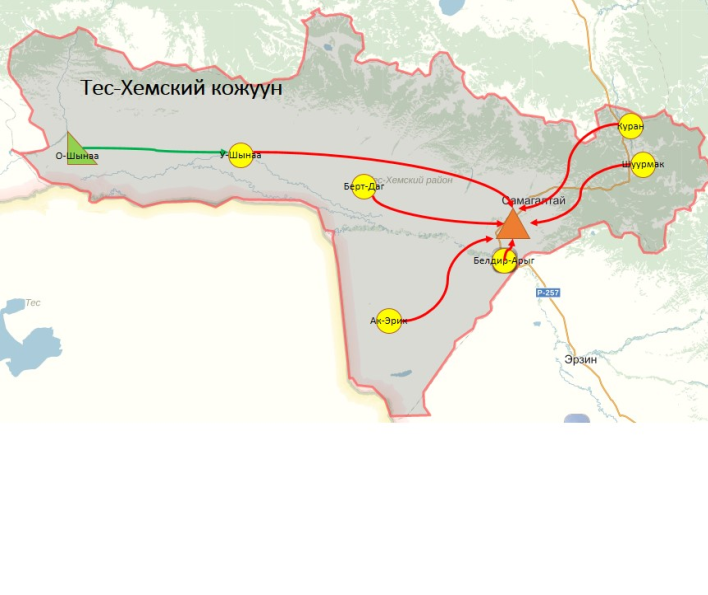 Тес-Хемский кожуун
Куран
О-Шынаа
У-Шынаа
Шуурмак
Берт-Даг
ес-Хемский район
Самагалтай
Белдир-Арыг
Р-257
Тес
Ак-Эрик
Эрзин